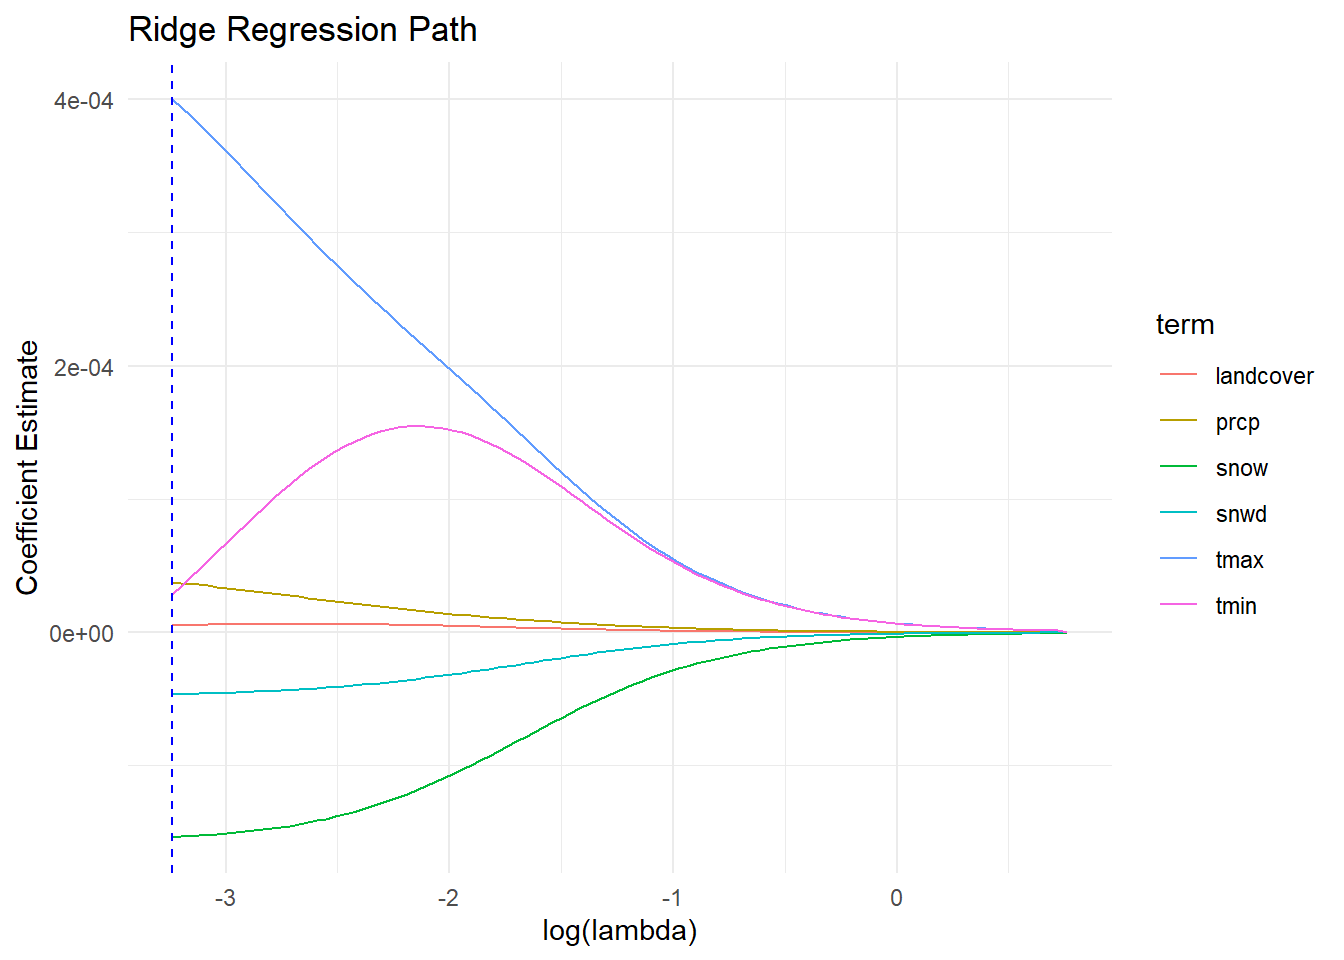 Ridge Regression Path
4e-04
2e-04
0e+00
Coefficient Estimate
-3
-2
-1
0
log(lambda)
term
landcover
prcp
snow
snwd
tmax
tmin